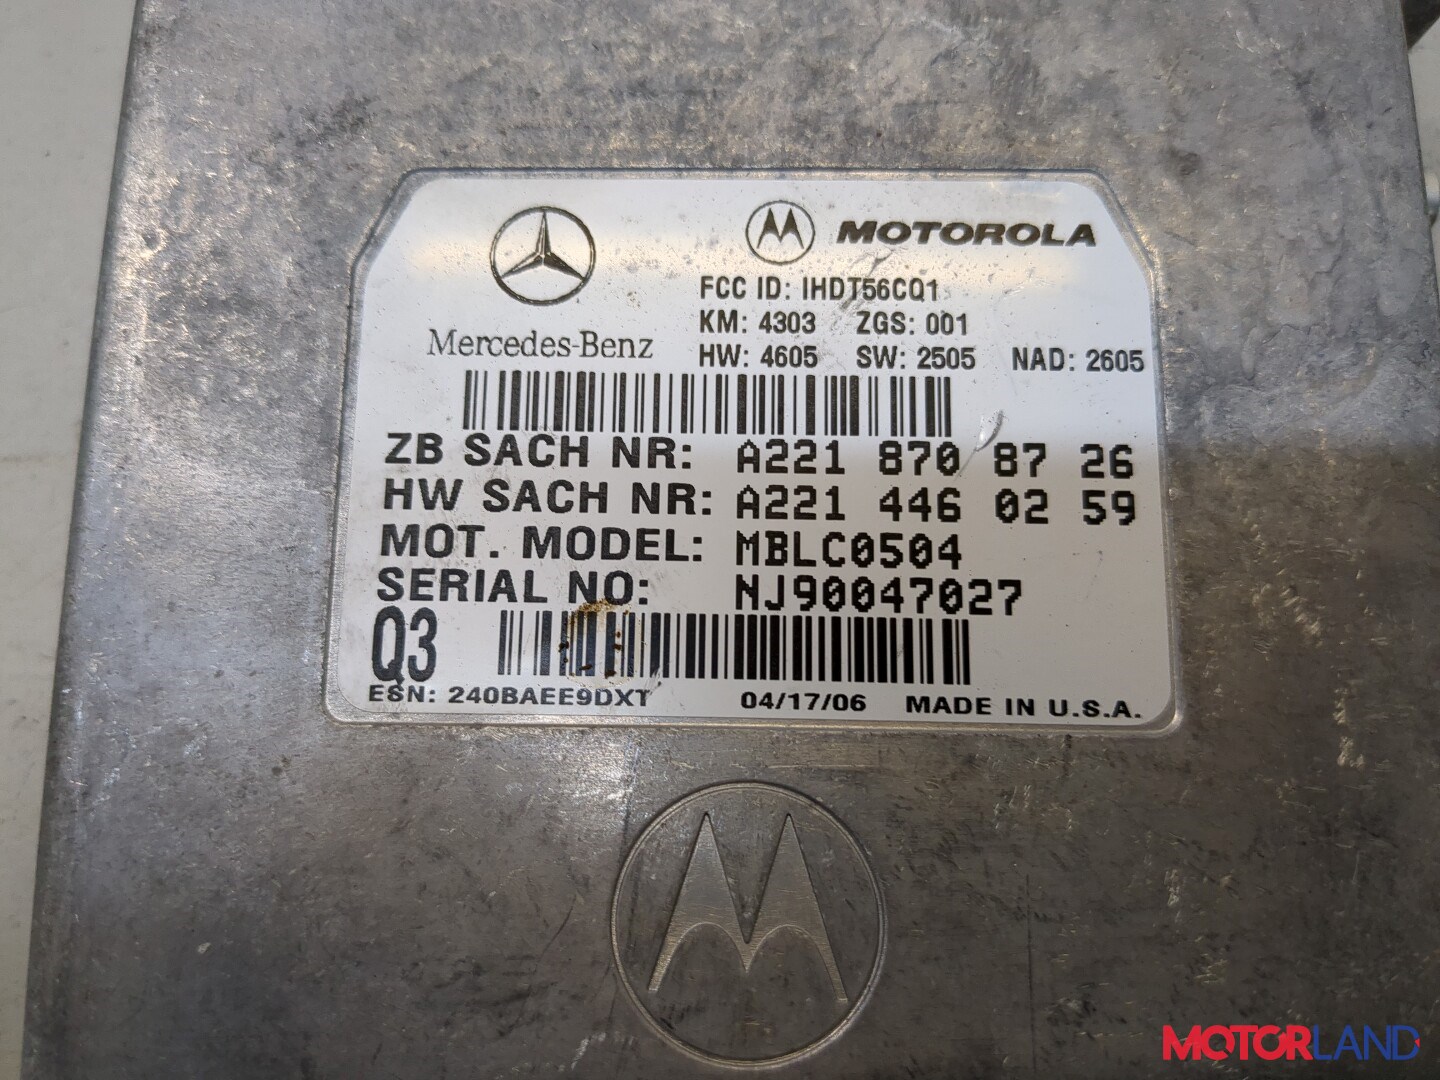 MOTOROLA
FCC ID: IHDT56CQ1
KM: 4303 ZGS: 001
Mercedes-Benz
HW: 4605 SW: 2505 NAD: 2605
ZB SACH NR: A221 870 87 26
HW SACH NR: A221 446 02 59
MOT. MODEL: MBLC0504
SERIAL NO: NJ90047027
Q3
ESN: 240BAEE9DXT 04/17/06 MADE IN U.S.A.
MOTORLAND